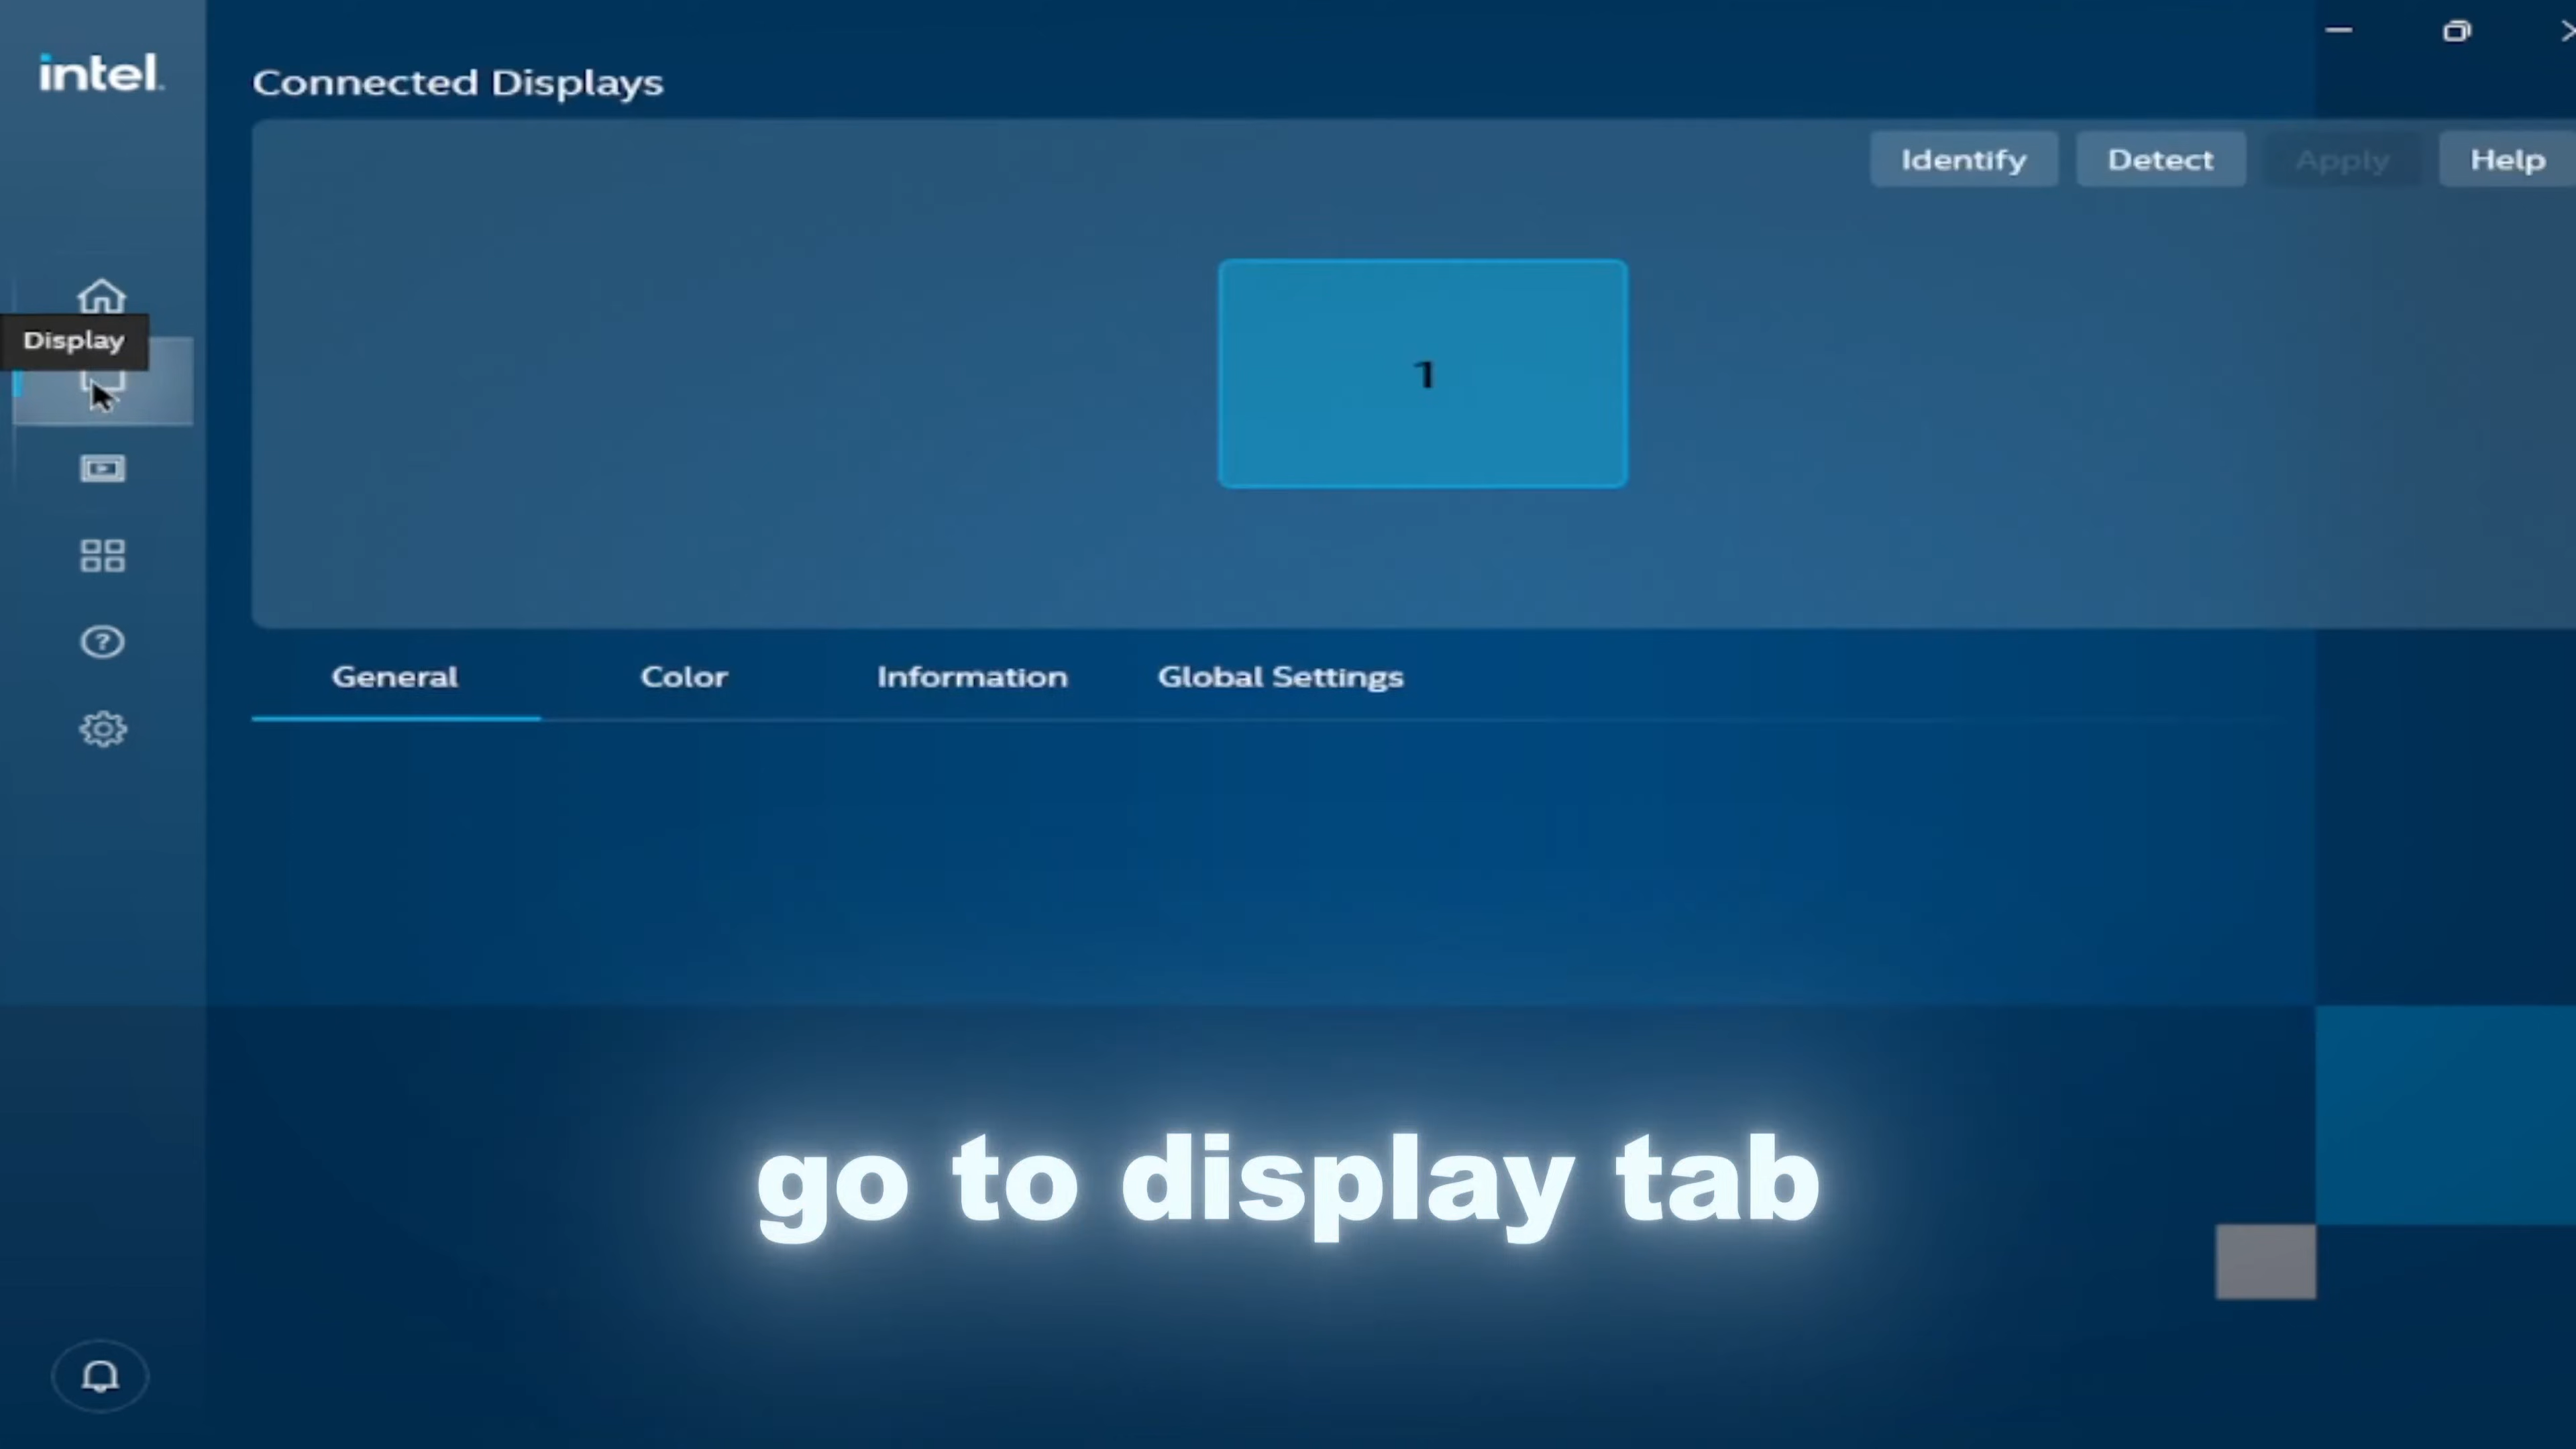 intel.
Connected Displays
Identify
Detect
Apply
Help
Display
1
General
Color
Information
Global Settings
go to display tab